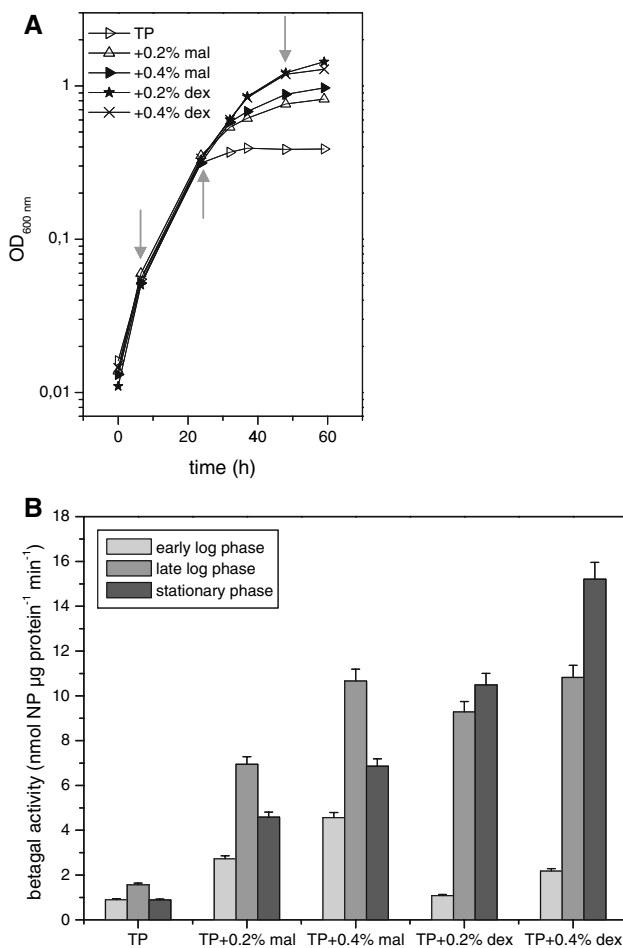 A
TP
+0.2% mal
+0.4% mal
+0.2% dex
+0.4% dex
1
0,1
0,01
OD600 nm
0 20 40 60
time (h)
B
18
16
14
12
10
8
6
4
2
0
early log phase
late log phase
stationary phase
betagal activity (nmol NP µg protein⁻¹ min⁻¹)
TP TP+0.2% mal TP+0.4% mal TP+0.2% dex TP+0.4% dex